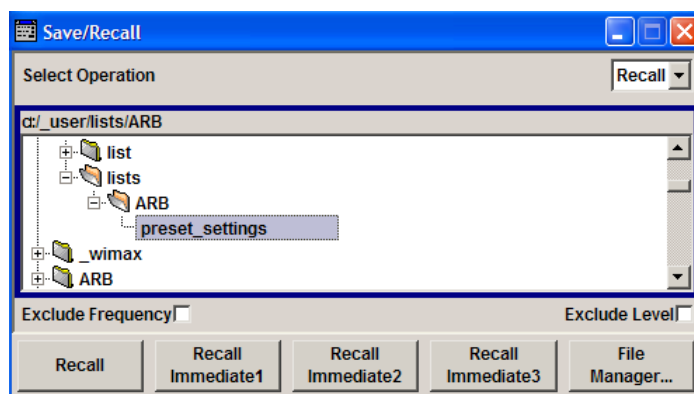 Save/Recall
Select Operation
Recall
a:/_user/lists/ARB
list
lists
ARB
preset_settings
_wimax
ARB
Exclude Frequency
Exclude Level
Recall
Recall
Immediate1
Recall
Immediate2
Recall
Immediate3
File
Manager...